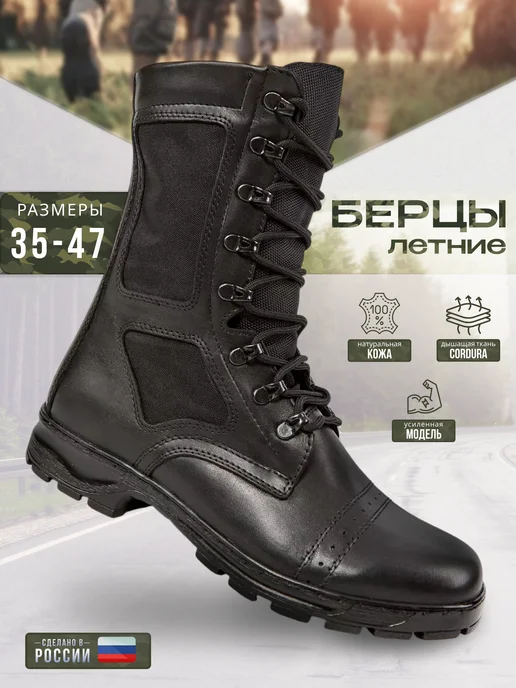 РАЗМЕРЫ
35-47
БЕРЦЫ
летние
100
%
натуральная
КОЖА
дышащая ткань
CORDURA
усиленная
МОДЕЛЬ
СДЕЛАНО В
РОССИИ